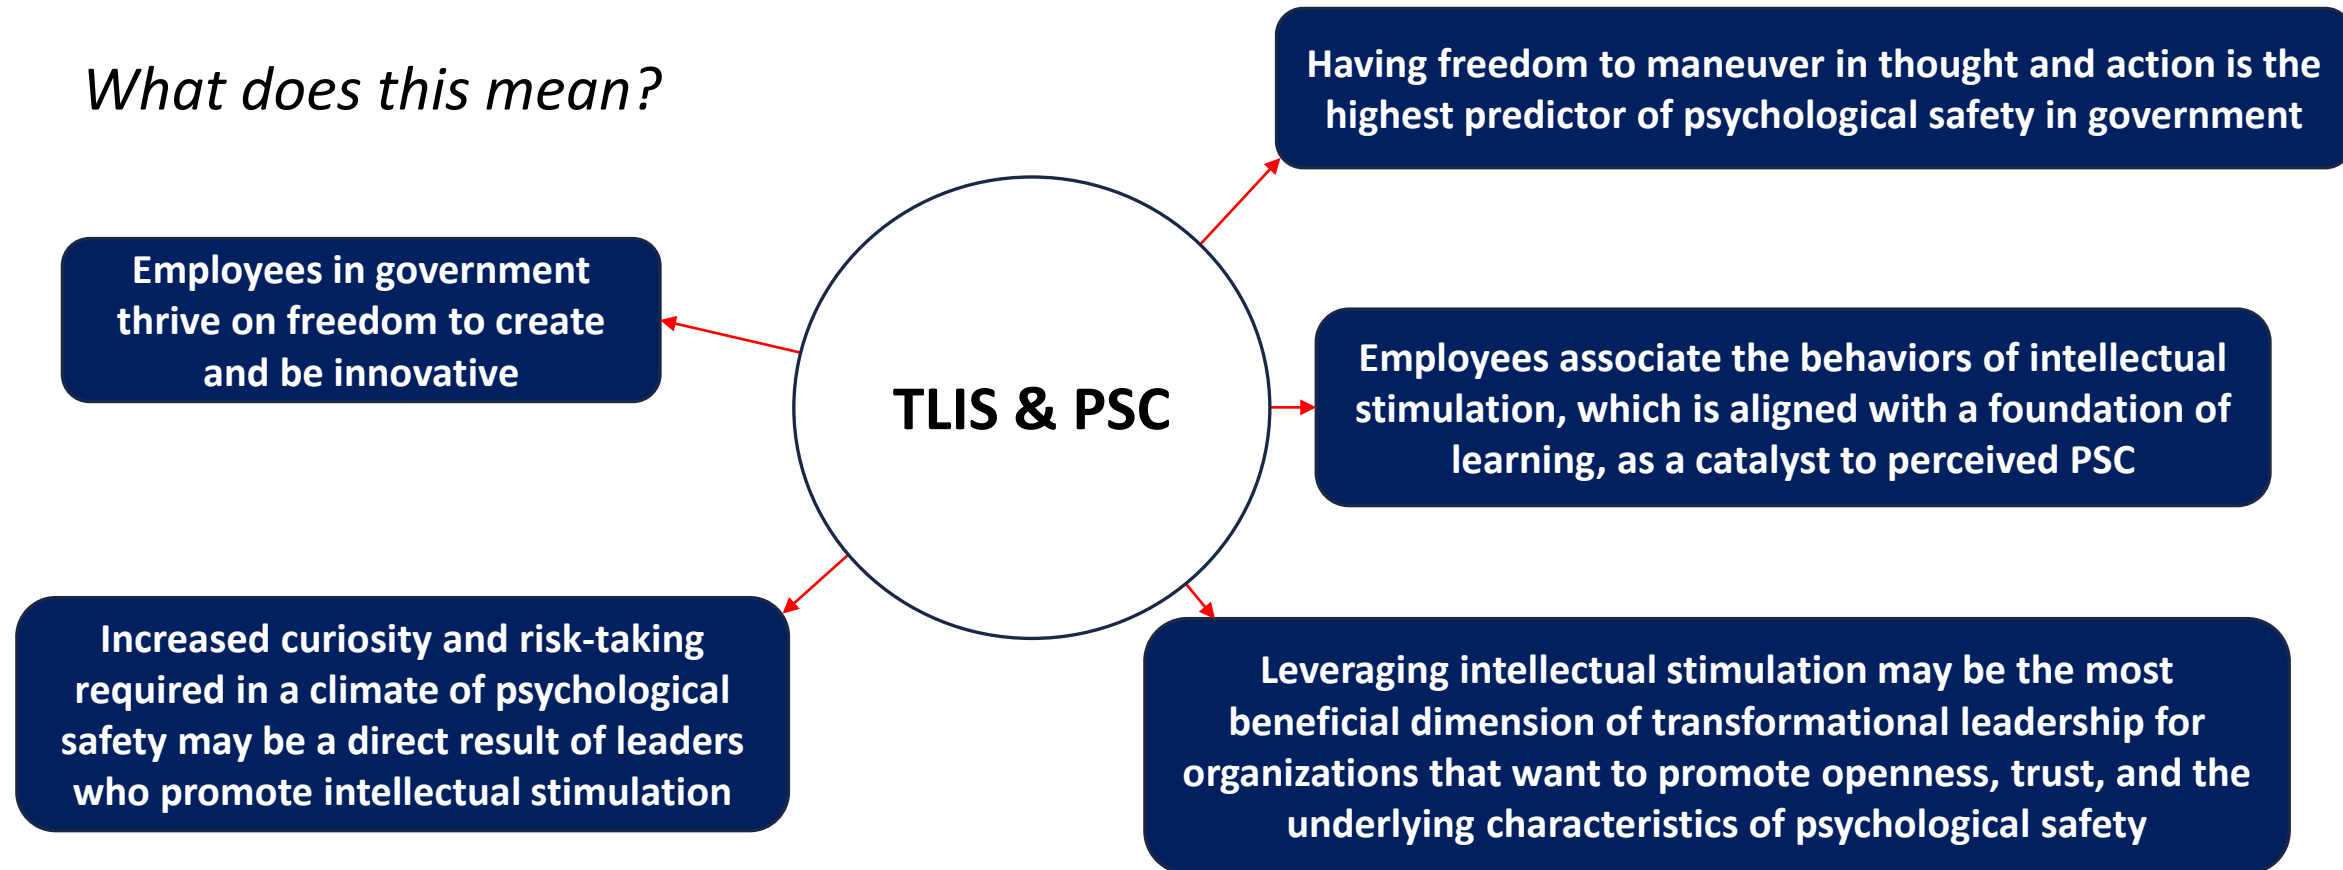 What does this mean?
Having freedom to maneuver in thought and action is the
highest predictor of psychological safety in government
Employees in government
thrive on freedom to create
and be innovative
TLIS & PSC
Employees associate the behaviors of intellectual
stimulation, which is aligned with a foundation of
learning, as a catalyst to perceived PSC
Increased curiosity and risk-taking
required in a climate of psychological
safety may be a direct result of leaders
who promote intellectual stimulation
Leveraging intellectual stimulation may be the most
beneficial dimension of transformational leadership for
organizations that want to promote openness, trust, and the
underlying characteristics of psychological safety